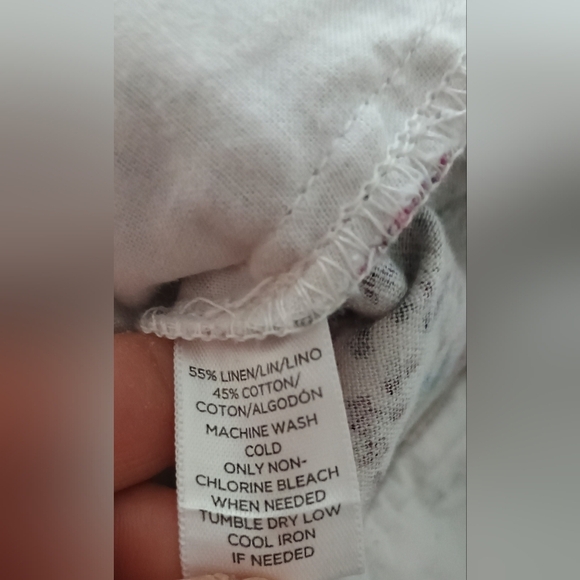 55% LINEN/LIN/LINO
45% COTTON/
COTON/ALGODÓN
MACHINE WASH
COLD
ONLY NON-
CHLORINE BLEACH
WHEN NEEDED
TUMBLE DRY LOW
COOL IRON
IF NEEDED